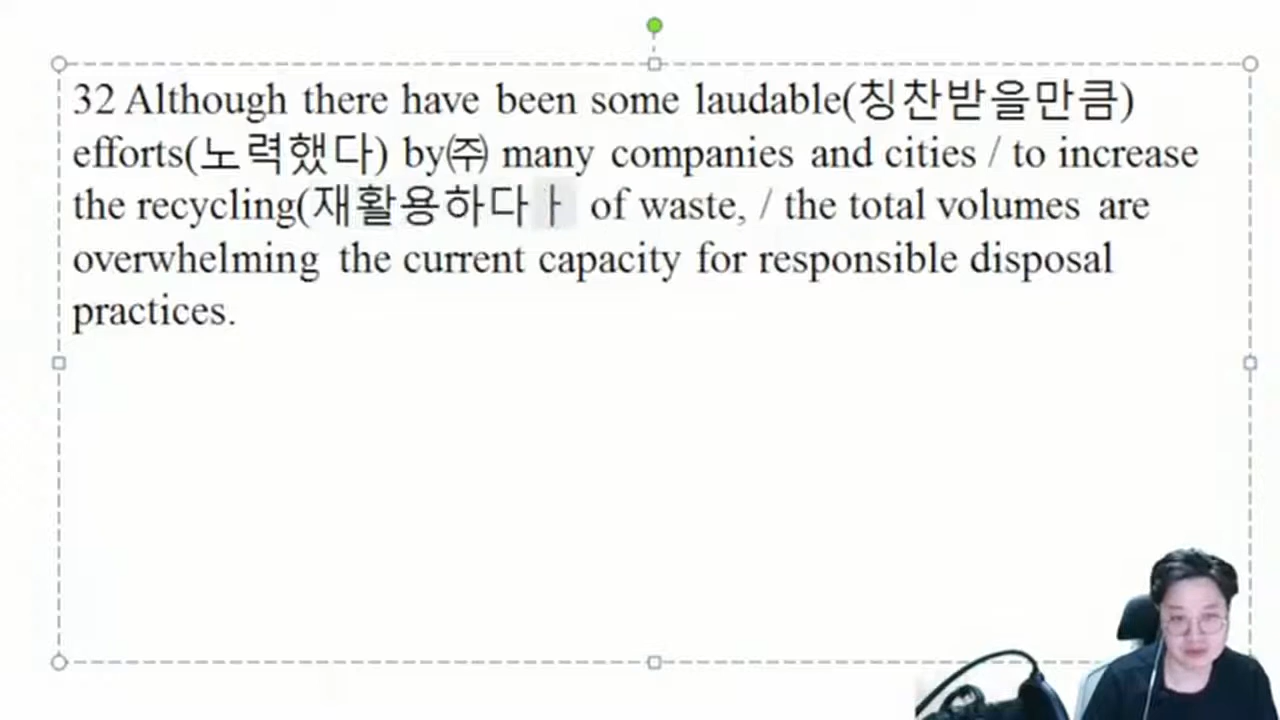 32 Although there have been some laudable(칭찬받을만큼)
efforts(노력했다) by㈜ many companies and cities / to increase
the recycling(재활용하다ㅏ of waste, / the total volumes are
overwhelming the current capacity for responsible disposal
practices.